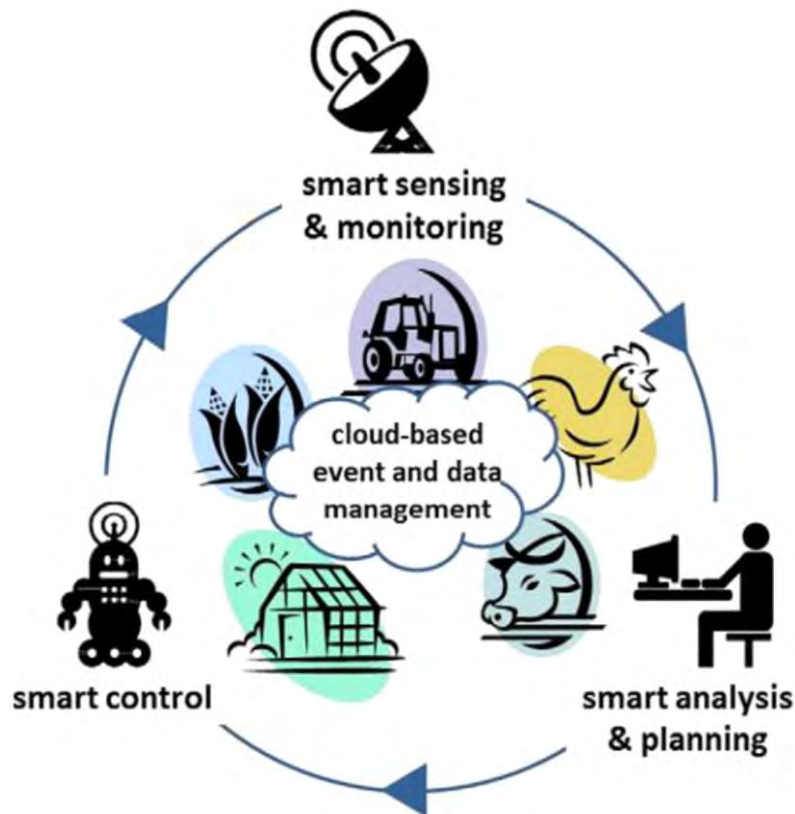 smart sensing
& monitoring
cloud-based
event and data
management
smart control
smart analysis
& planning